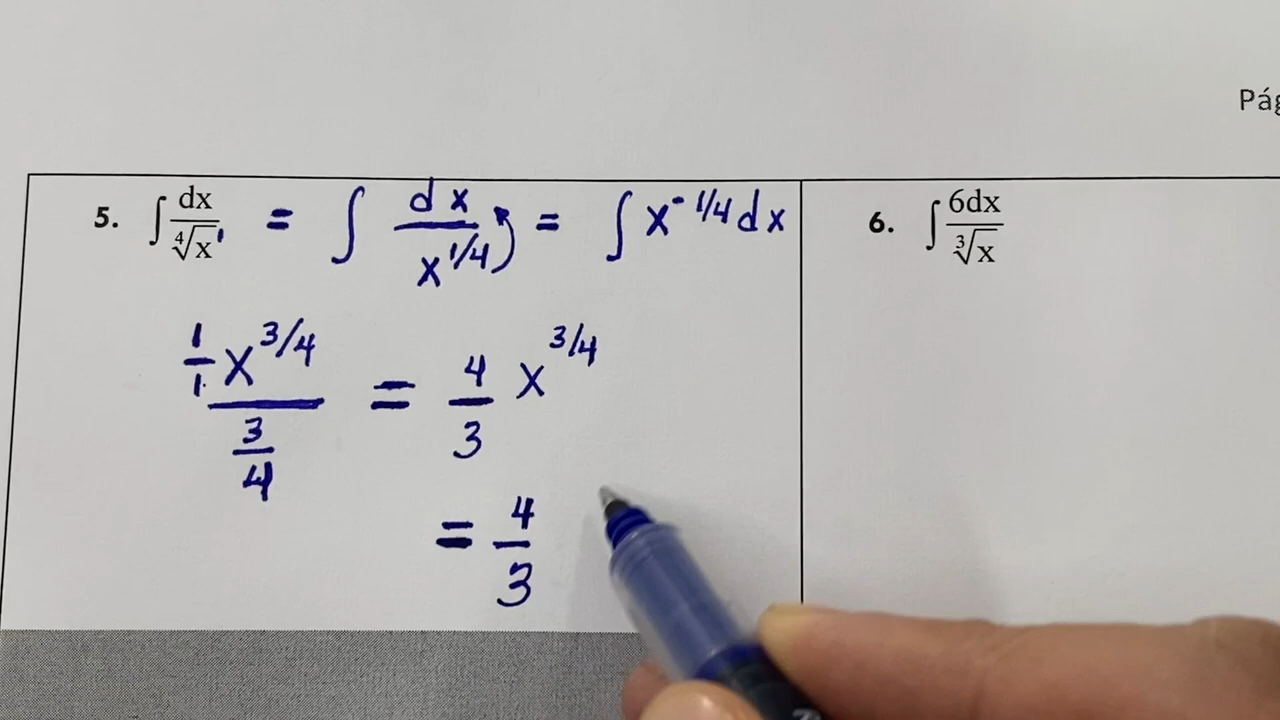 Pág
5. ∫ dx/∜x = ∫ dx/x^1/4 = ∫ x^-1/4 dx
1/1 x^3/4 / 3/4 = 4/3 x^3/4
= 4/3
6. ∫ 6dx/∛x